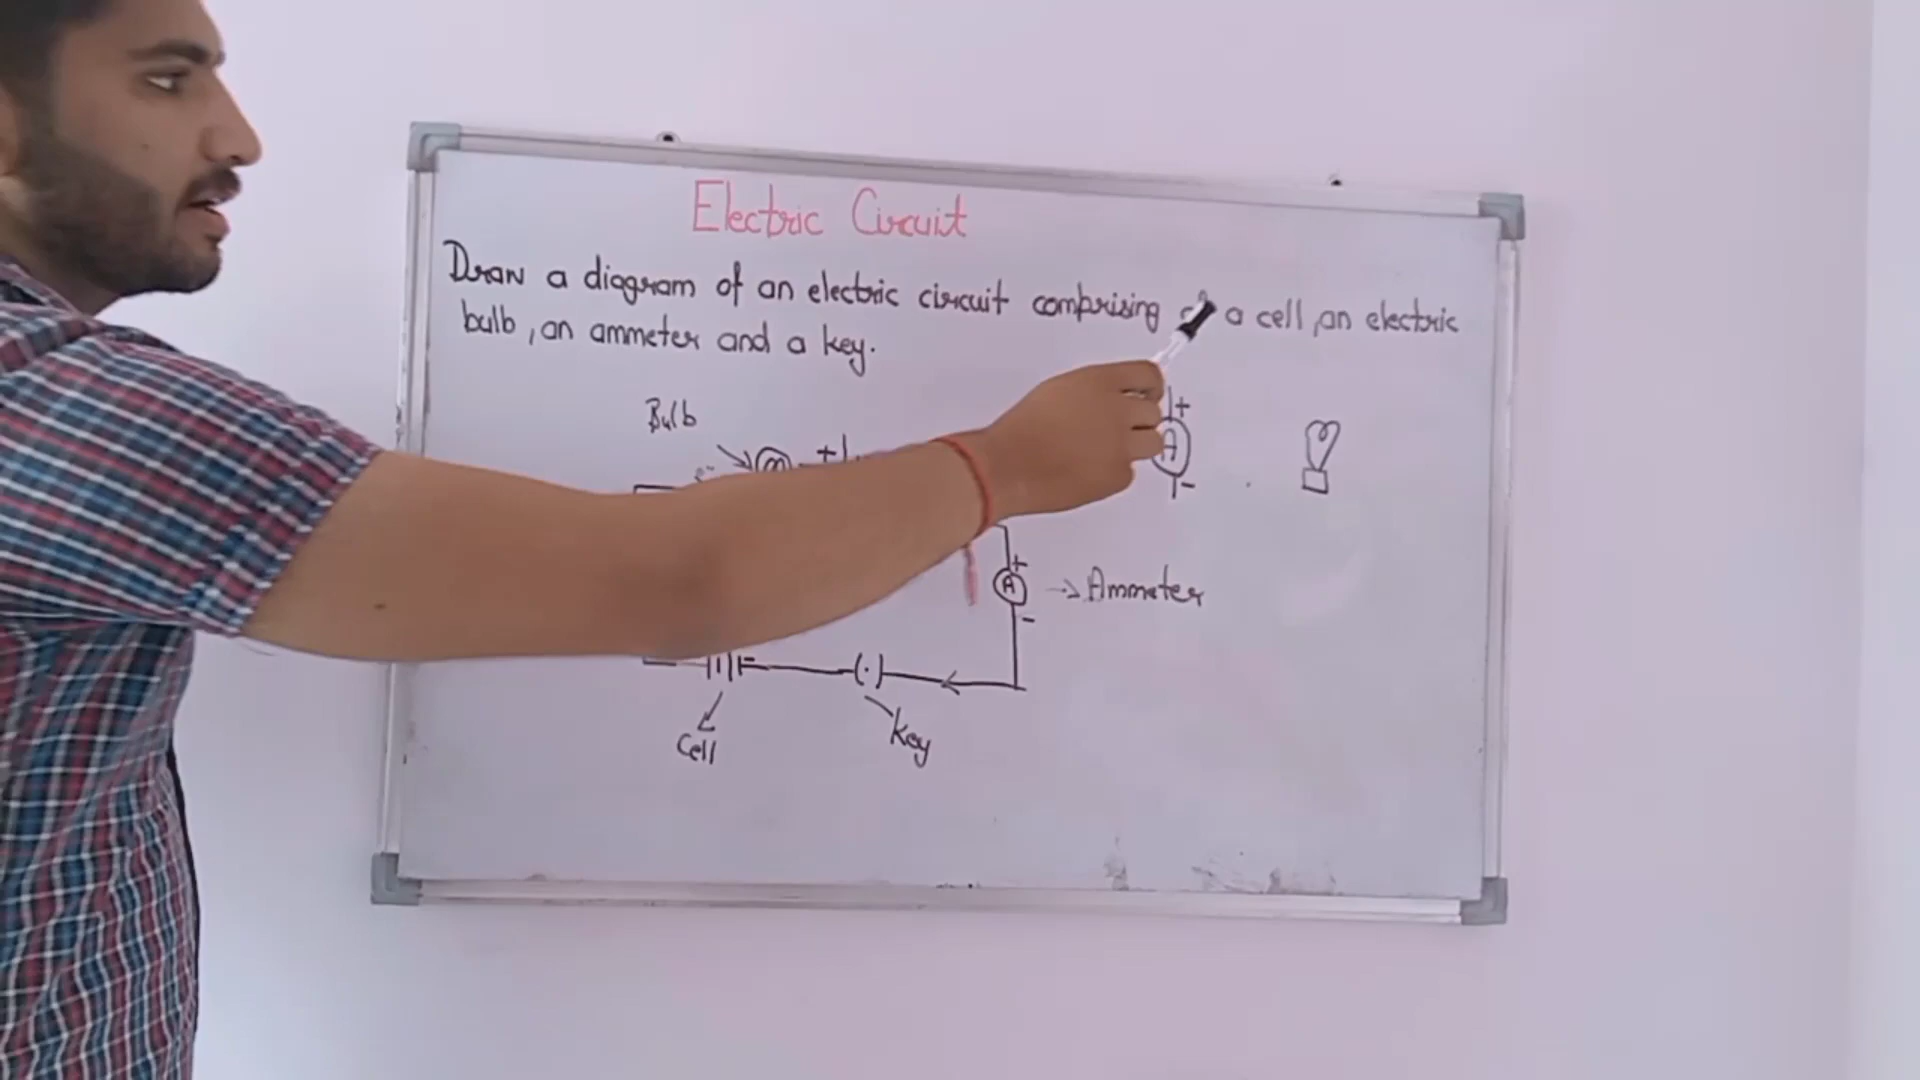 Electric Circuit
Draw a diagram of an electric circuit comprising a cell, an electric
bulb, an ammeter and a key.
Bulb
+
+
A
-
e-
+
A
-
Ammeter
-
Cell
Key